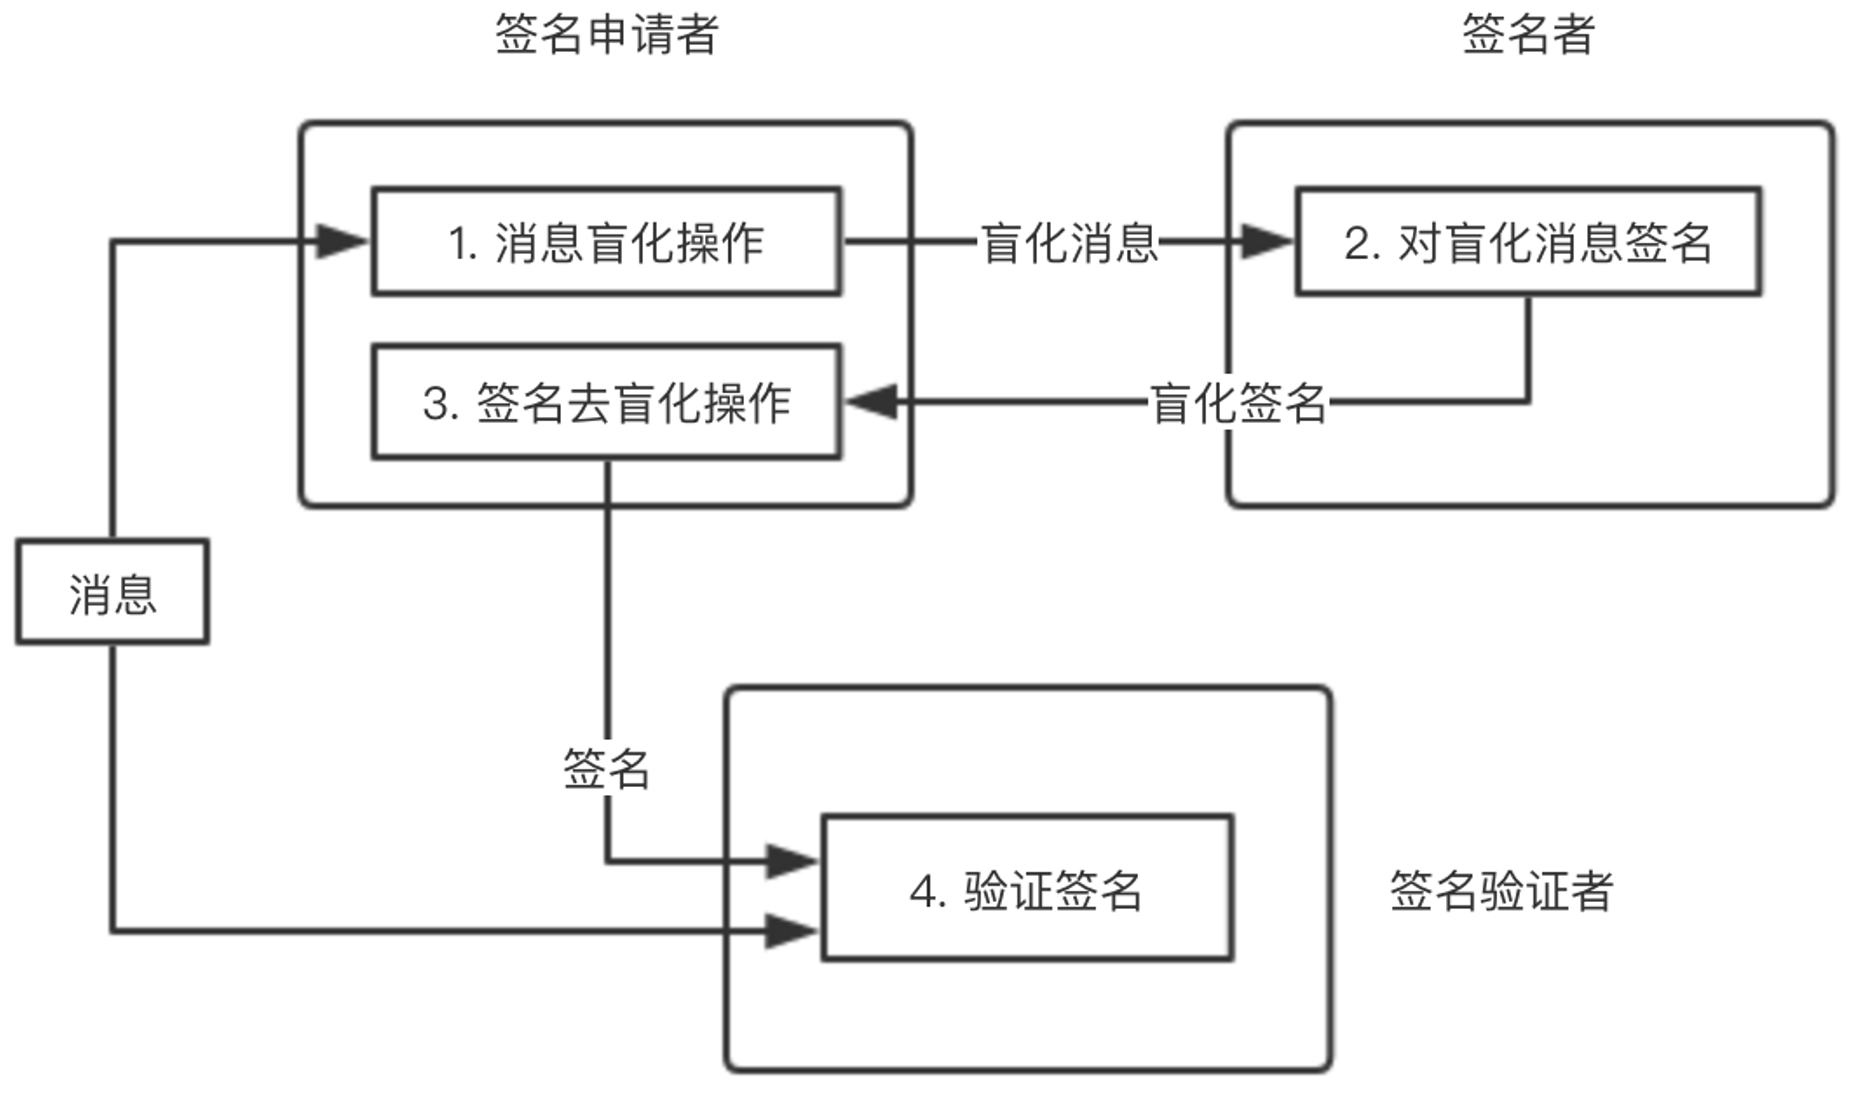 签名申请者
签名者
1. 消息盲化操作
盲化消息
2. 对盲化消息签名
3. 签名去盲化操作
盲化签名
消息
签名
4. 验证签名
签名验证者